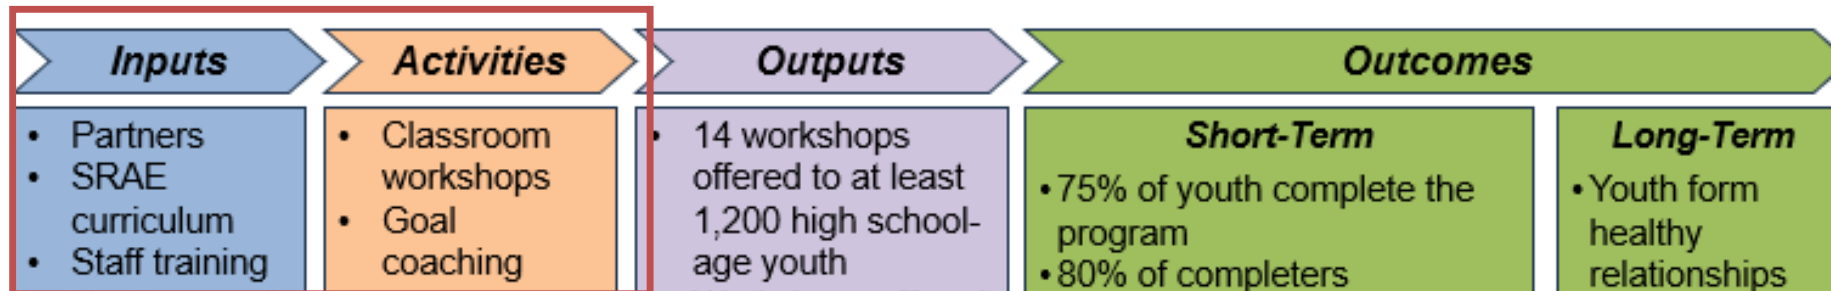 Inputs
Activities
Outputs
Outcomes
• Partners
• SRAE
curriculum
• Staff training
• Classroom
workshops
• Goal
coaching
• 14 workshops
offered to at least
1,200 high school-
age youth
Short-Term
• 75% of youth complete the
program
• 80% of completers
Long-Term
• Youth form
healthy
relationships